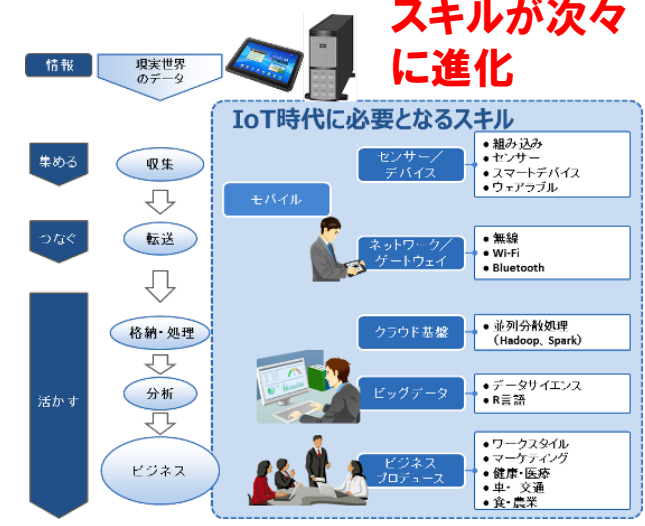 スキルが次々
に進化
情報
現実世界
のデータ
IoT時代に必要となるスキル
集める
収集
センサー／
デバイス
● 組み込み
● センサー
● スマートデバイス
● ウェアラブル
モバイル
つなぐ
転送
ネットワーク／
ゲートウェイ
● 無線
● Wi-Fi
● Bluetooth
活かす
格納・処理
クラウド基盤
● 並列分散処理
（Hadoop、Spark）
分析
ビッグデータ
● データサイエンス
● R言語
ビジネス
ビジネス
プロデュース
● ワークスタイル
● マーケティング
● 健康・医療
● 車・ 交通
● 食・農業